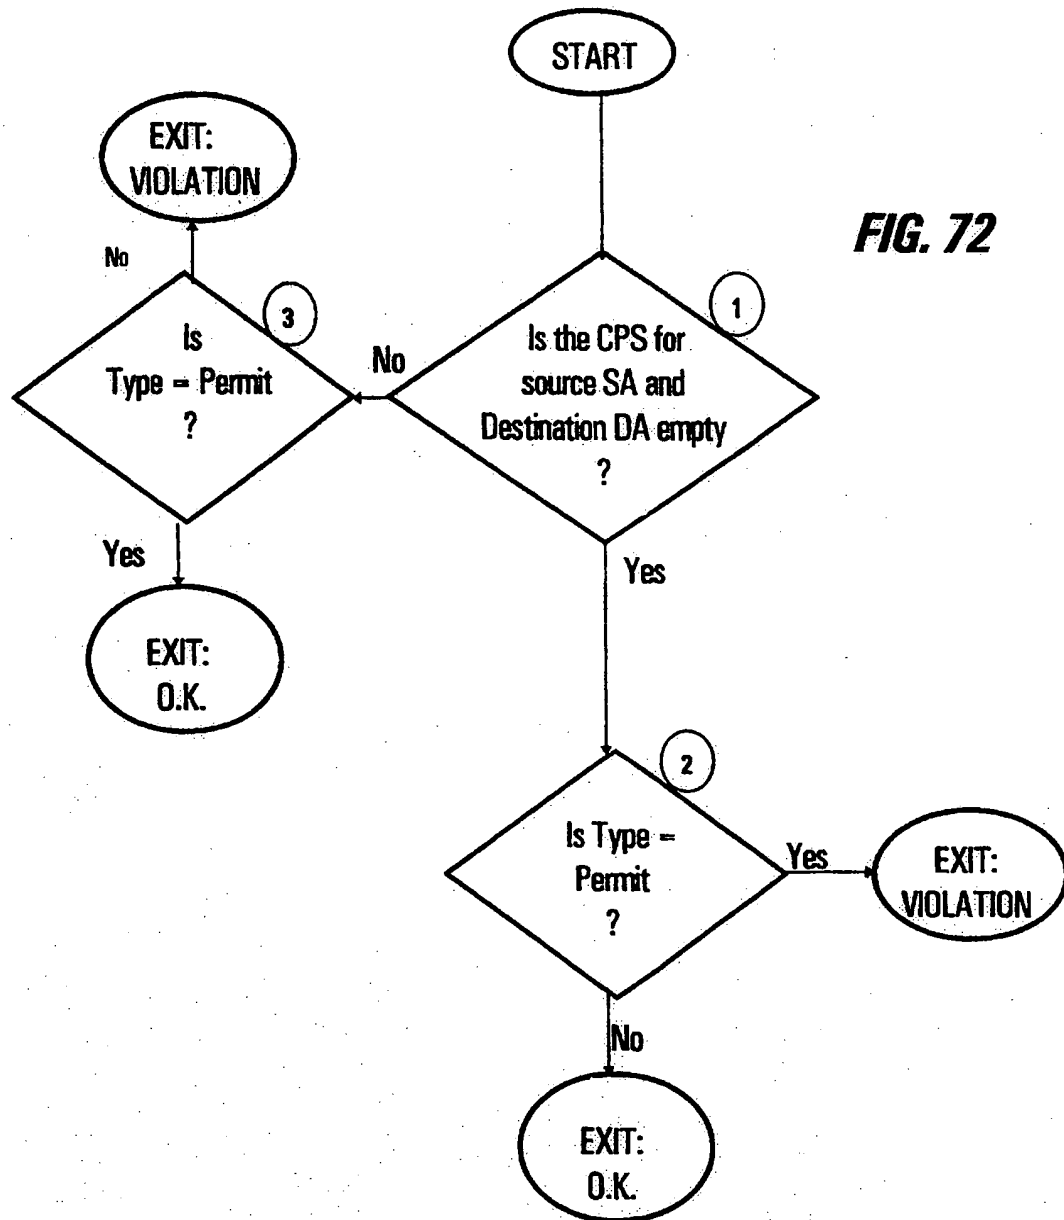 START
EXIT:
VIOLATION
FIG. 72
No
3
Is
Type = Permit
?
No
1
Is the CPS for
source SA and
Destination DA empty
?
Yes
EXIT:
O.K.
Yes
2
Is Type =
Permit
?
Yes
EXIT:
VIOLATION
No
EXIT:
O.K.